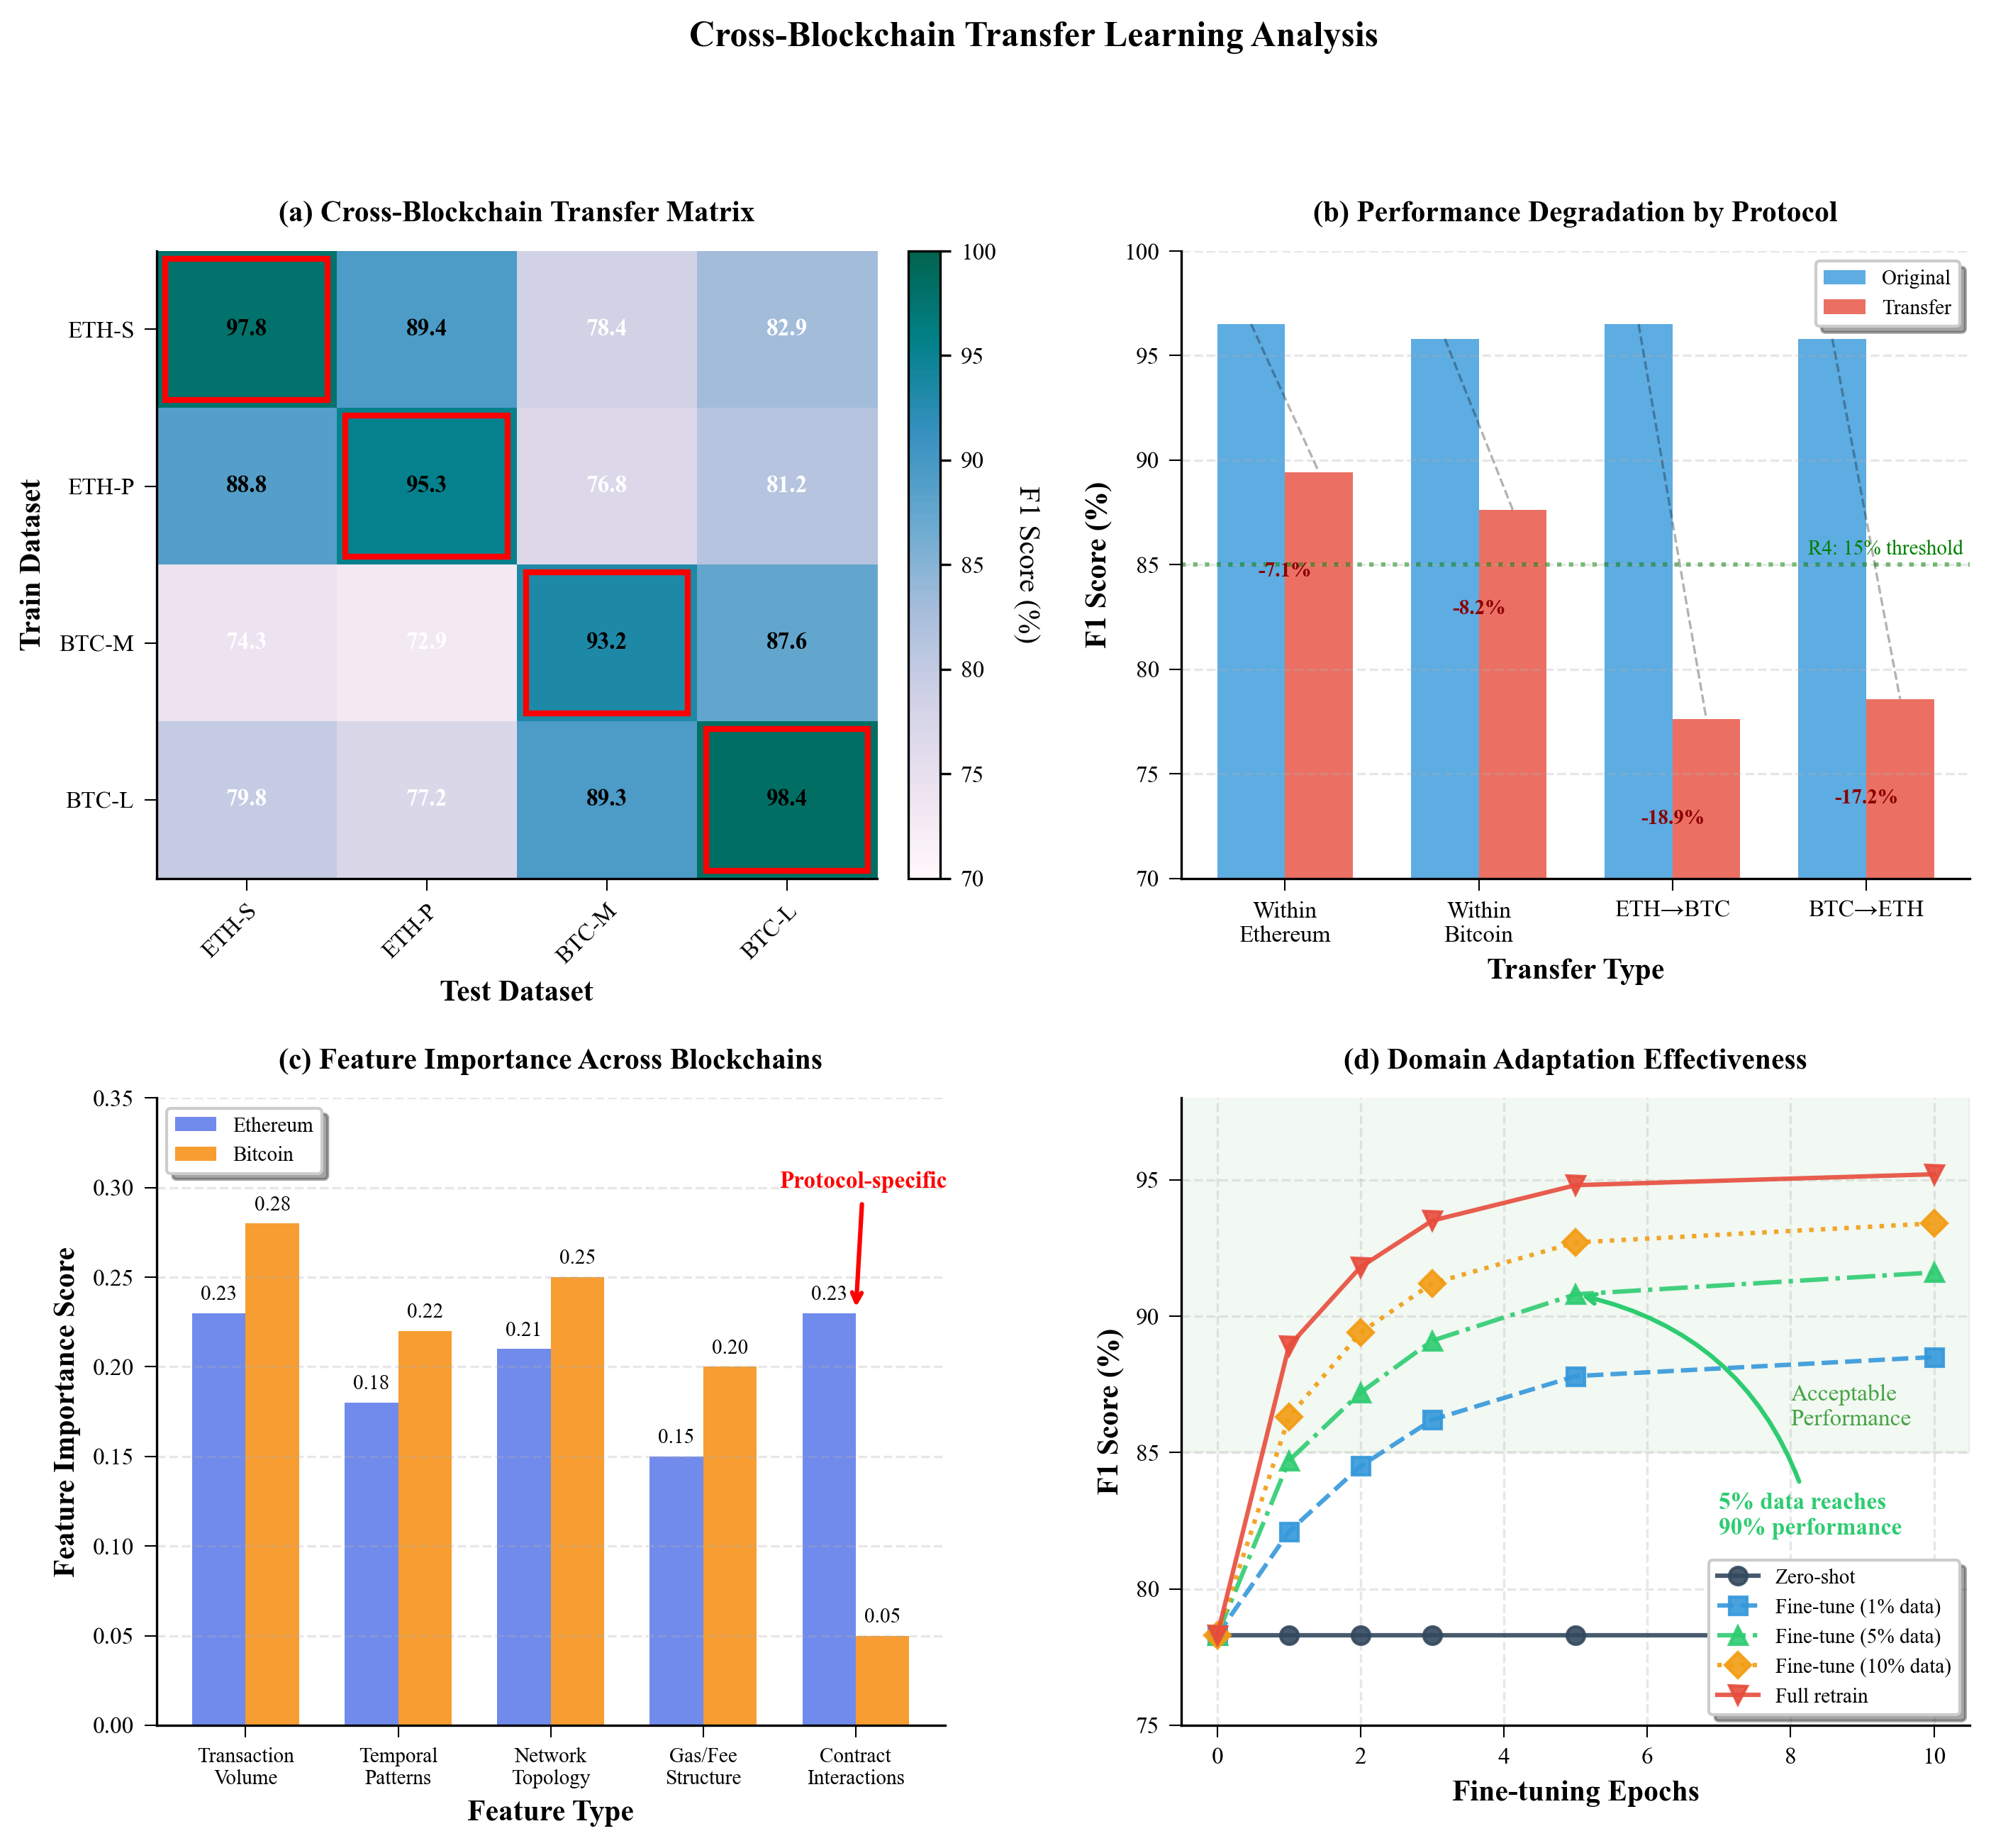 Cross-Blockchain Transfer Learning Analysis
(a) Cross-Blockchain Transfer Matrix
Train Dataset
ETH-S
ETH-P
BTC-M
BTC-L
97.8 89.4 78.4 82.9
88.8 95.3 76.8 81.2
74.3 72.9 93.2 87.6
79.8 77.2 89.3 98.4
ETH-S ETH-P BTC-M BTC-L
Test Dataset
100
95
90
85
80
75
70
F1 Score (%)
(b) Performance Degradation by Protocol
F1 Score (%)
100
95
90
85
80
75
70
Original
Transfer
R4: 15% threshold
-7.1%
-8.2%
-18.9%
-17.2%
Within
Ethereum
Within
Bitcoin
ETH→BTC
BTC→ETH
Transfer Type
(c) Feature Importance Across Blockchains
Feature Importance Score
0.35
0.30
0.25
0.20
0.15
0.10
0.05
0.00
Ethereum
Bitcoin
Protocol-specific
0.23
0.28
0.18
0.22
0.21
0.25
0.15
0.20
0.23
0.05
Transaction
Volume
Temporal
Patterns
Network
Topology
Gas/Fee
Structure
Contract
Interactions
Feature Type
(d) Domain Adaptation Effectiveness
F1 Score (%)
95
90
85
80
75
Acceptable
Performance
5% data reaches
90% performance
Zero-shot
Fine-tune (1% data)
Fine-tune (5% data)
Fine-tune (10% data)
Full retrain
0 2 4 6 8 10
Fine-tuning Epochs